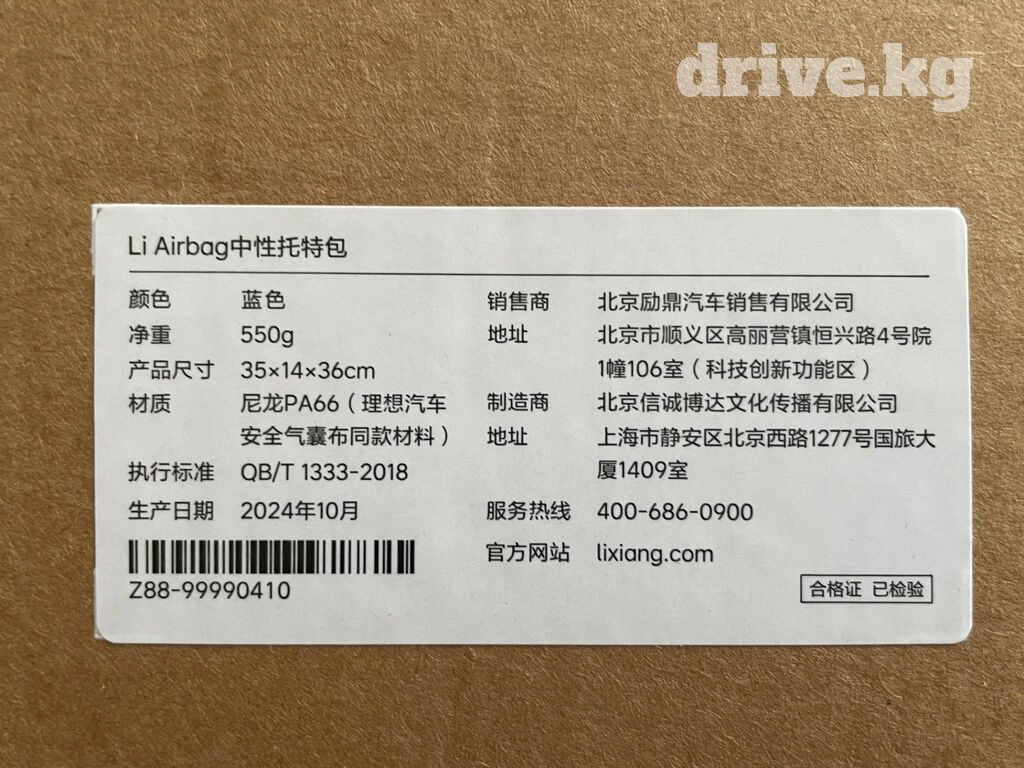 drive.kg
Li Airbag中性托特包
颜色 蓝色
净重 550g
产品尺寸 35×14×36cm
材质 尼龙PA66（理想汽车
安全气囊布同款材料）
执行标准 QB/T 1333-2018
生产日期 2024年10月
Z88-99990410
销售商 北京励鼎汽车销售有限公司
地址 北京市顺义区高丽营镇恒兴路4号院
1幢106室（科技创新功能区）
制造商 北京信诚博达文化传播有限公司
地址 上海市静安区北京西路1277号国旅大
厦1409室
服务热线 400-686-0900
官方网站 lixiang.com
合格证 已检验